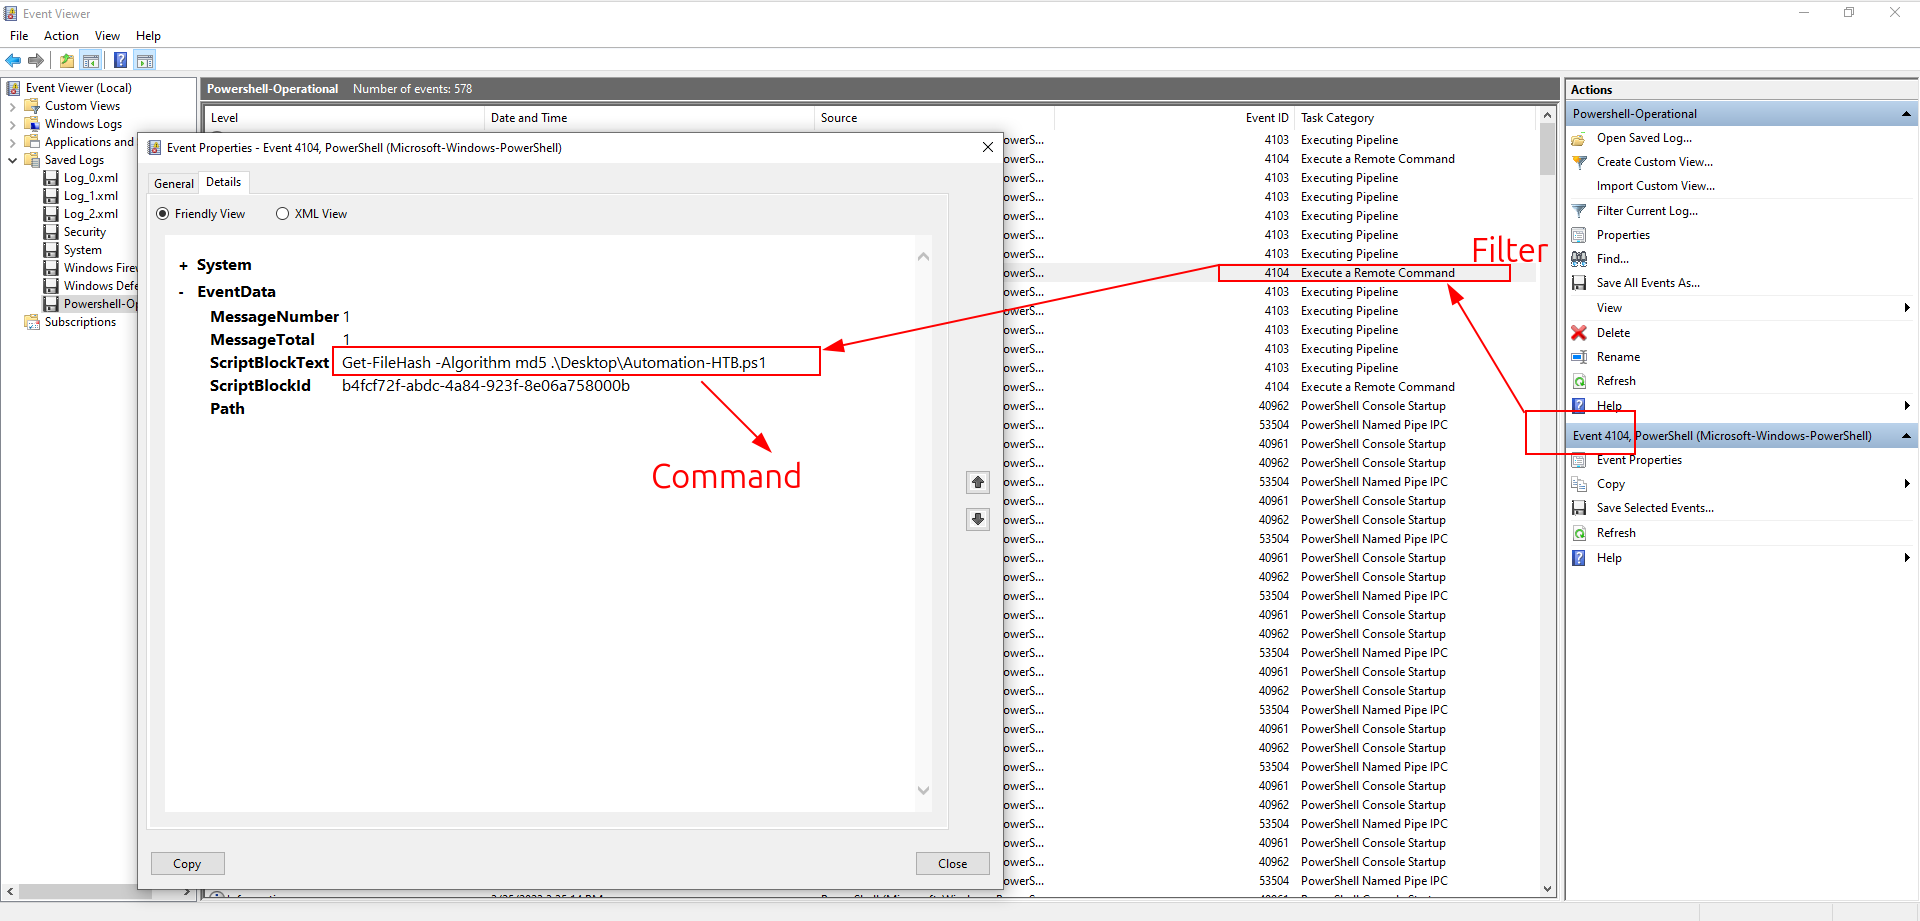 Event Viewer
File Action View Help
Event Viewer (Local)
Custom Views
Windows Logs
Applications and
Saved Logs
Log_0.xml
Log_1.xml
Log_2.xml
Security
System
Windows Firew
Windows Defe
Powershell-Op
Subscriptions
Powershell-Operational Number of events: 578
Level Date and Time Source Event ID Task Category
Event Properties - Event 4104, PowerShell (Microsoft-Windows-PowerShell)
General Details
Friendly View XML View
+ System
- EventData
MessageNumber 1
MessageTotal 1
ScriptBlockText Get-FileHash -Algorithm md5 .\Desktop\Automation-HTB.ps1
ScriptBlockId b4fcf72f-abdc-4a84-923f-8e06a758000b
Path
Command
Copy Close
owerS... 4103 Executing Pipeline
owerS... 4104 Execute a Remote Command
owerS... 4103 Executing Pipeline
owerS... 4103 Executing Pipeline
owerS... 4103 Executing Pipeline
owerS... 4103 Executing Pipeline
owerS... 4103 Executing Pipeline
Filter
owerS... 4104 Execute a Remote Command
owerS... 4103 Executing Pipeline
owerS... 4103 Executing Pipeline
owerS... 4103 Executing Pipeline
owerS... 4103 Executing Pipeline
owerS... 4103 Executing Pipeline
owerS... 4104 Execute a Remote Command
owerS... 40962 PowerShell Console Startup
owerS... 53504 PowerShell Named Pipe IPC
owerS... 40961 PowerShell Console Startup
owerS... 40962 PowerShell Console Startup
owerS... 53504 PowerShell Named Pipe IPC
owerS... 40961 PowerShell Console Startup
owerS... 40962 PowerShell Console Startup
owerS... 53504 PowerShell Named Pipe IPC
owerS... 40961 PowerShell Console Startup
owerS... 40962 PowerShell Console Startup
owerS... 53504 PowerShell Named Pipe IPC
owerS... 40961 PowerShell Console Startup
owerS... 40962 PowerShell Console Startup
owerS... 53504 PowerShell Named Pipe IPC
owerS... 40961 PowerShell Console Startup
owerS... 40962 PowerShell Console Startup
owerS... 53504 PowerShell Named Pipe IPC
owerS... 40961 PowerShell Console Startup
owerS... 40962 PowerShell Console Startup
owerS... 53504 PowerShell Named Pipe IPC
owerS... 40961 PowerShell Console Startup
owerS... 40962 PowerShell Console Startup
owerS... 53504 PowerShell Named Pipe IPC
owerS... 40961 PowerShell Console Startup
owerS... 40962 PowerShell Console Startup
owerS... 53504 PowerShell Named Pipe IPC
Actions
Powershell-Operational
Open Saved Log...
Create Custom View...
Import Custom View...
Filter Current Log...
Properties
Find...
Save All Events As...
View
Delete
Rename
Refresh
Help
Event 4104, PowerShell (Microsoft-Windows-PowerShell)
Event Properties
Copy
Save Selected Events...
Refresh
Help